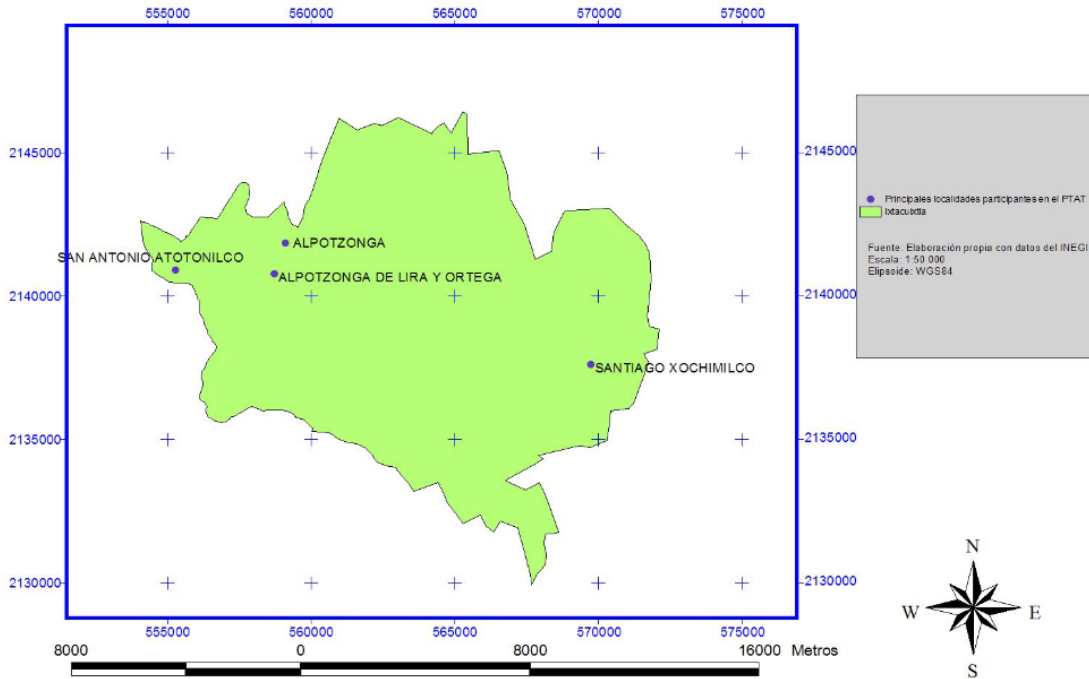 555000 560000 565000 570000 575000
2145000 2145000
Principales localidades participantes en el PTAT
Ixtacuixtla
ALPOTZONGA
SAN ANTONIO ATOTONILCO
ALPOTZONGA DE LIRA Y ORTEGA
Fuente: Elaboración propia con datos del INEGI
Escala: 1:50 000
Elipsoide: WGS84
2140000 2140000
SANTIAGO XOCHIMILCO
2135000 2135000
2130000 2130000
555000 560000 565000 570000 575000
8000 0 8000 16000 Metros
N
W E
S